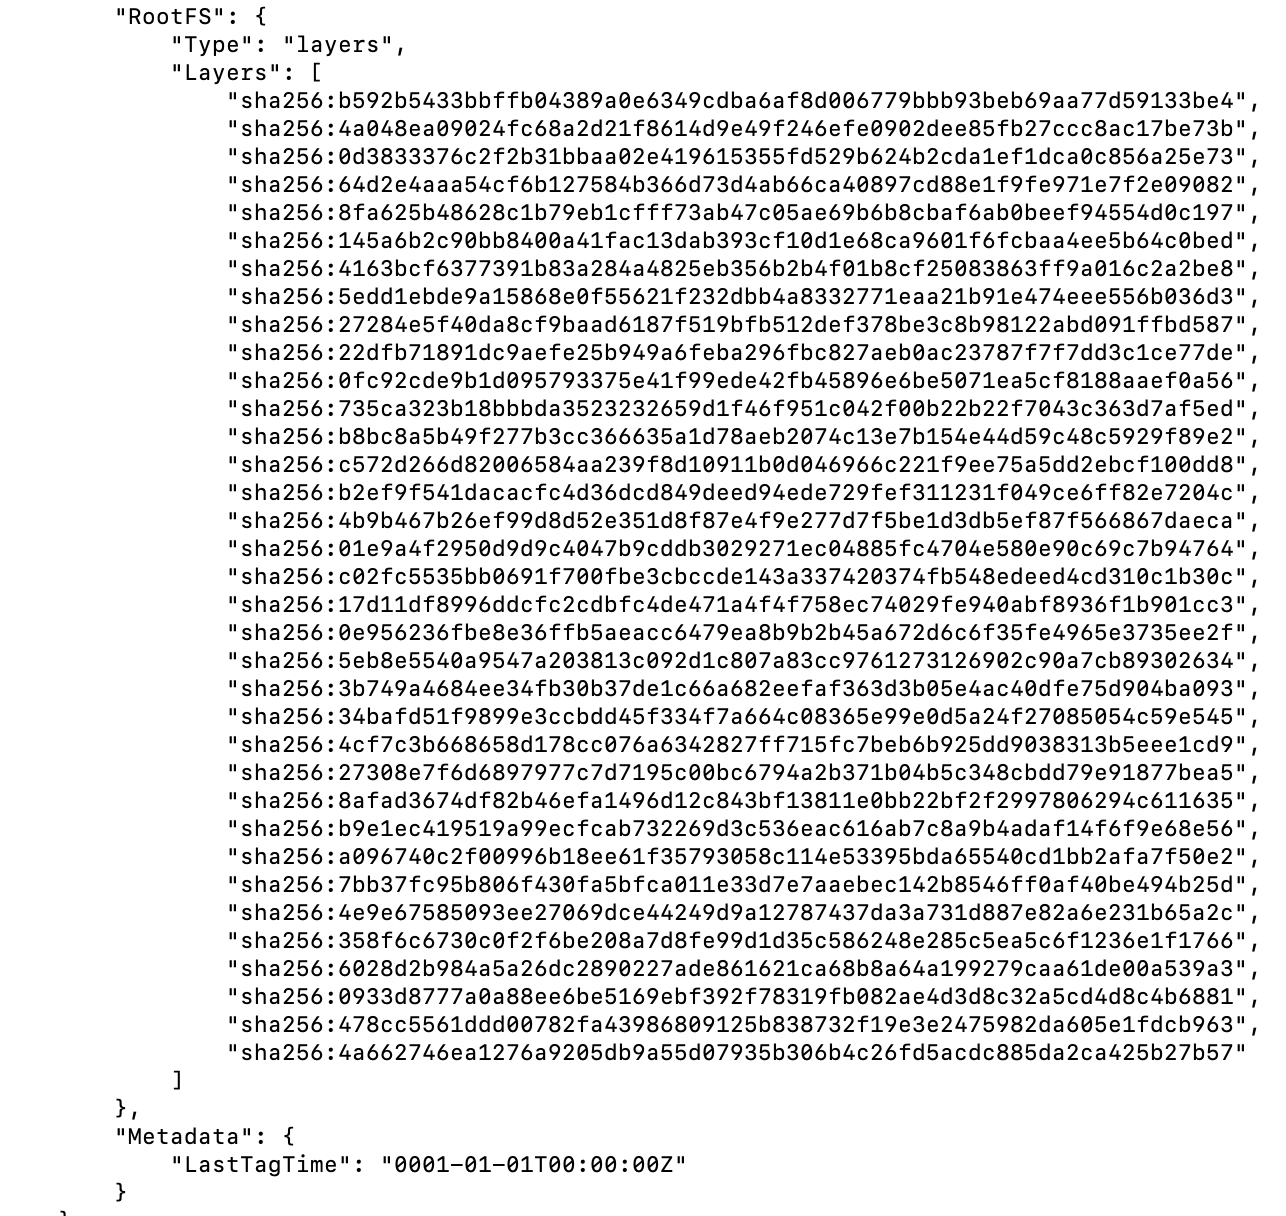 "RootFS": {
"Type": "layers",
"Layers": [
"sha256:b592b5433bbffb04389a0e6349cdba6af8d006779bbb93beb69aa77d59133be4",
"sha256:4a048ea09024fc68a2d21f8614d9e49f246efe0902dee85fb27ccc8ac17be73b",
"sha256:0d3833376c2f2b31bbaa02e419615355fd529b624b2cda1ef1dca0c856a25e73",
"sha256:64d2e4aaa54cf6b127584b366d73d4ab66ca40897cd88e1f9fe971e7f2e09082",
"sha256:8fa625b48628c1b79eb1cfff73ab47c05ae69b6b8cbaf6ab0beef94554d0c197",
"sha256:145a6b2c90bb8400a41fac13dab393cf10d1e68ca9601f6fcbaa4ee5b64c0bed",
"sha256:4163bcf6377391b83a284a4825eb356b2b4f01b8cf25083863ff9a016c2a2be8",
"sha256:5edd1ebde9a15868e0f55621f232dbb4a8332771eaa21b91e474eee556b036d3",
"sha256:27284e5f40da8cf9baad6187f519bfb512def378be3c8b98122abd091ffbd587",
"sha256:22dfb71891dc9aefe25b949a6feba296fbc827aeb0ac23787f7f7dd3c1ce77de",
"sha256:0fc92cde9b1d095793375e41f99ede42fb45896e6be5071ea5cf8188aaef0a56",
"sha256:735ca323b18bbbda3523232659d1f46f951c042f00b22b22f7043c363d7af5ed",
"sha256:b8bc8a5b49f277b3cc366635a1d78aeb2074c13e7b154e44d59c48c5929f89e2",
"sha256:c572d266d82006584aa239f8d10911b0d046966c221f9ee75a5dd2ebcf100dd8",
"sha256:b2ef9f541dacacfc4d36dcd849deed94ede729fef311231f049ce6ff82e7204c",
"sha256:4b9b467b26ef99d8d52e351d8f87e4f9e277d7f5be1d3db5ef87f566867daeca",
"sha256:01e9a4f2950d9d9c4047b9cddb3029271ec04885fc4704e580e90c69c7b94764",
"sha256:c02fc5535bb0691f700fbe3cbccde143a337420374fb548edeed4cd310c1b30c",
"sha256:17d11df8996ddcfc2cdbfc4de471a4f4f758ec74029fe940abf8936f1b901cc3",
"sha256:0e956236fbe8e36ffb5aeacc6479ea8b9b2b45a672d6c6f35fe4965e3735ee2f",
"sha256:5eb8e5540a9547a203813c092d1c807a83cc9761273126902c90a7cb89302634",
"sha256:3b749a4684ee34fb30b37de1c66a682eefaf363d3b05e4ac40dfe75d904ba093",
"sha256:34bafd51f9899e3ccbdd45f334f7a664c08365e99e0d5a24f27085054c59e545",
"sha256:4cf7c3b668658d178cc076a6342827ff715fc7beb6b925dd9038313b5eee1cd9",
"sha256:27308e7f6d6897977c7d7195c00bc6794a2b371b04b5c348cbdd79e91877bea5",
"sha256:8afad3674df82b46efa1496d12c843bf13811e0bb22bf2f2997806294c611635",
"sha256:b9e1ec419519a99ecfcab732269d3c536eac616ab7c8a9b4adaf14f6f9e68e56",
"sha256:a096740c2f00996b18ee61f35793058c114e53395bda65540cd1bb2afa7f50e2",
"sha256:7bb37fc95b806f430fa5bfca011e33d7e7aaebec142b8546ff0af40be494b25d",
"sha256:4e9e67585093ee27069dce44249d9a12787437da3a731d887e82a6e231b65a2c",
"sha256:358f6c6730c0f2f6be208a7d8fe99d1d35c586248e285c5ea5c6f1236e1f1766",
"sha256:6028d2b984a5a26dc2890227ade861621ca68b8a64a199279caa61de00a539a3",
"sha256:0933d8777a0a88ee6be5169ebf392f78319fb082ae4d3d8c32a5cd4d8c4b6881",
"sha256:478cc5561ddd00782fa43986809125b838732f19e3e2475982da605e1fdcb963",
"sha256:4a662746ea1276a9205db9a55d07935b306b4c26fd5acdc885da2ca425b27b57"
]
},
"Metadata": {
"LastTagTime": "0001-01-01T00:00:00Z"
}
}